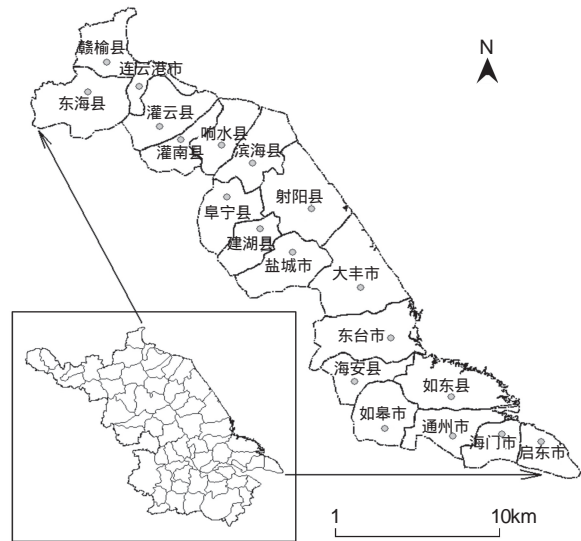 N
赣榆县
连云港市
东海县
灌云县
响水县
灌南县
滨海县
射阳县
阜宁县
建湖县
盐城市
大丰市
东台市
海安县
如东县
如皋市
通州市
海门市
启东市
1
10km